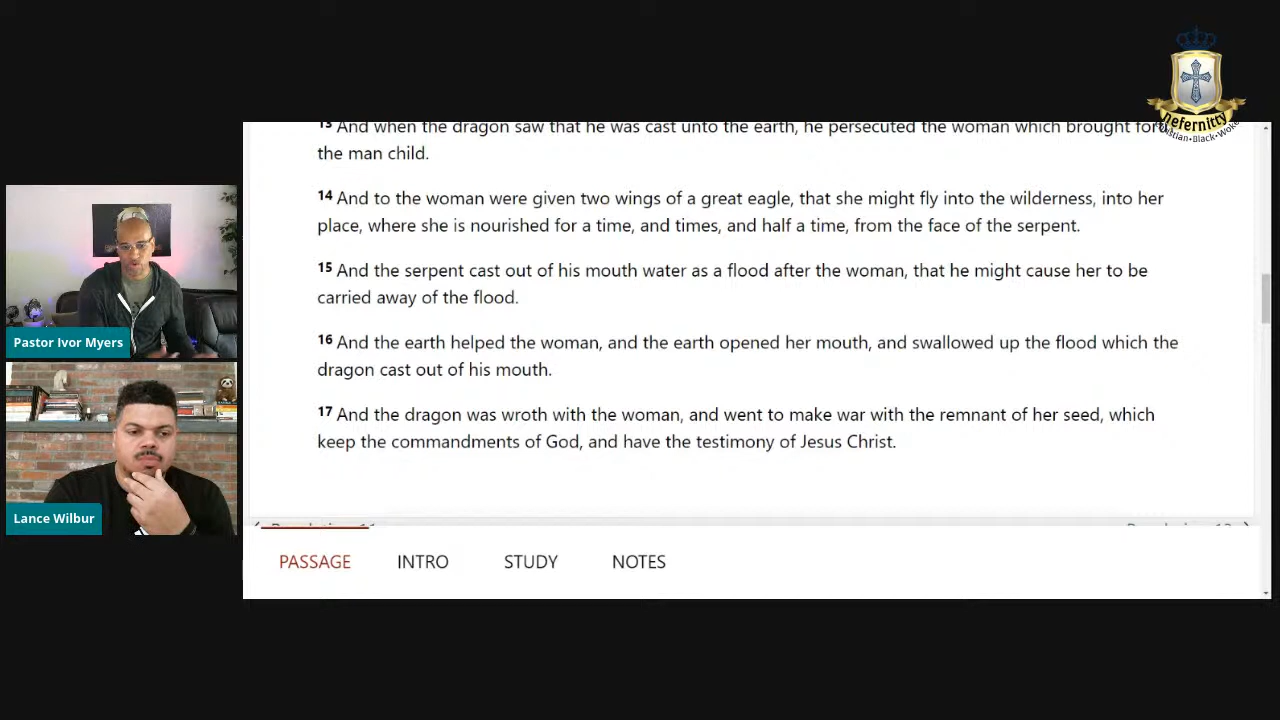 nefernitty
13 And when the dragon saw that he was cast unto the earth, he persecuted the woman which brought
the man child.
14 And to the woman were given two wings of a great eagle, that she might fly into the wilderness, into her
place, where she is nourished for a time, and times, and half a time, from the face of the serpent.
15 And the serpent cast out of his mouth water as a flood after the woman, that he might cause her to be
carried away of the flood.
16 And the earth helped the woman, and the earth opened her mouth, and swallowed up the flood which the
dragon cast out of his mouth.
17 And the dragon was wroth with the woman, and went to make war with the remnant of her seed, which
keep the commandments of God, and have the testimony of Jesus Christ.
PASSAGE INTRO STUDY NOTES
Pastor Ivor Myers
Lance Wilbur